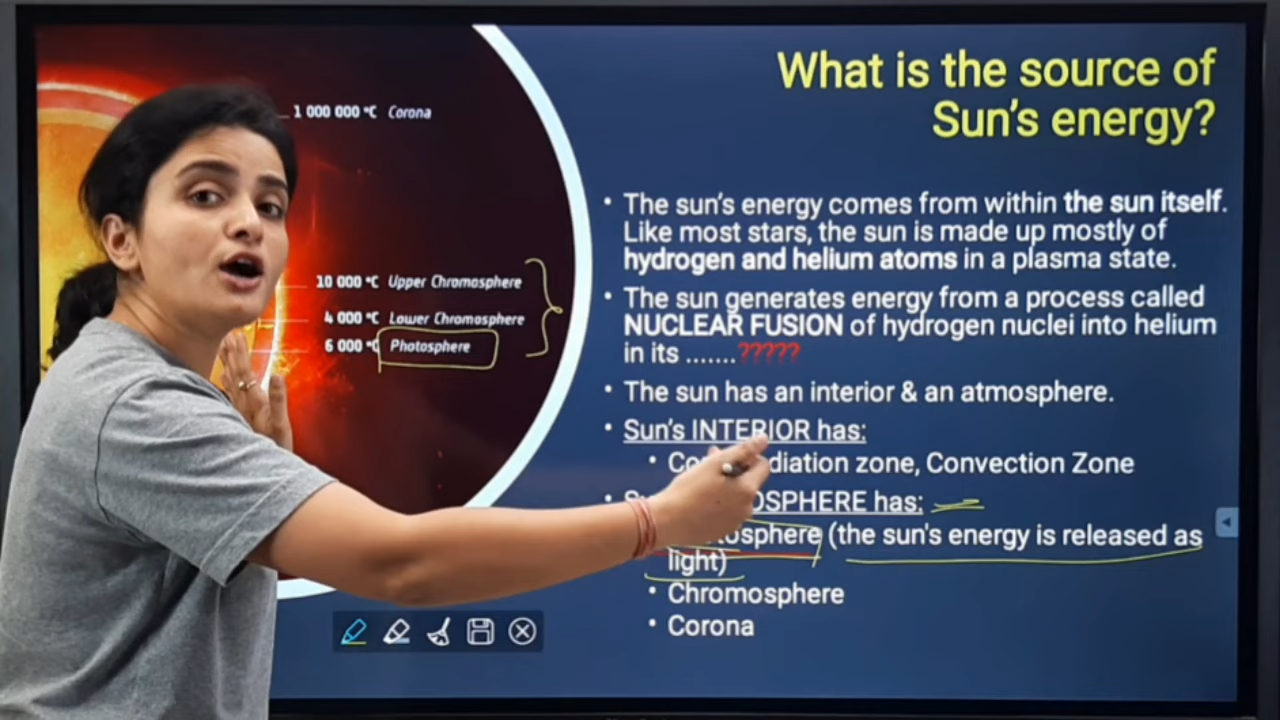 What is the source of
Sun's energy?
1 000 000 °C Corona
10 000 °C Upper Chromosphere
4 000 °C Lower Chromosphere
6 000 °C Photosphere
• The sun's energy comes from within the sun itself.
Like most stars, the sun is made up mostly of
hydrogen and helium atoms in a plasma state.
• The sun generates energy from a process called
NUCLEAR FUSION of hydrogen nuclei into helium
in its .......?????
• The sun has an interior & an atmosphere.
• Sun's INTERIOR has:
• zone, Convection Zone
• has:
(the sun's energy is released as
light)
• Chromosphere
• Corona